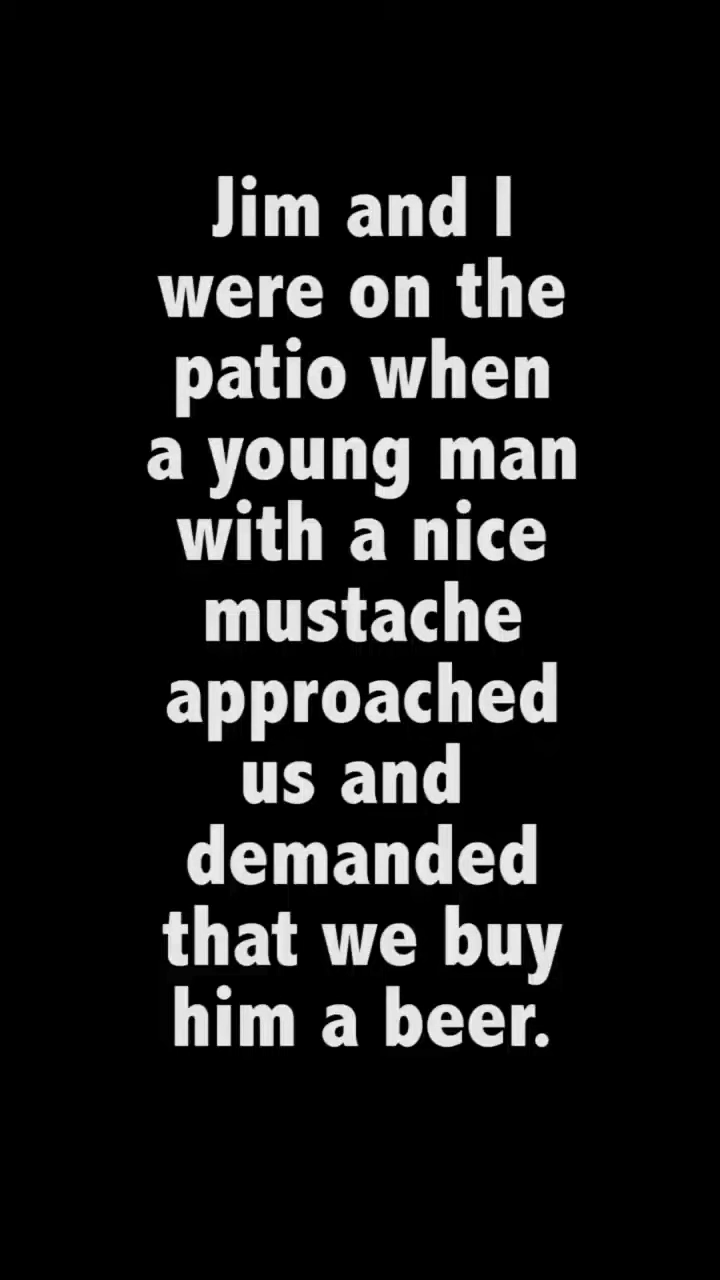 Jim and I
were on the
patio when
a young man
with a nice
mustache
approached
us and
demanded
that we buy
him a beer.